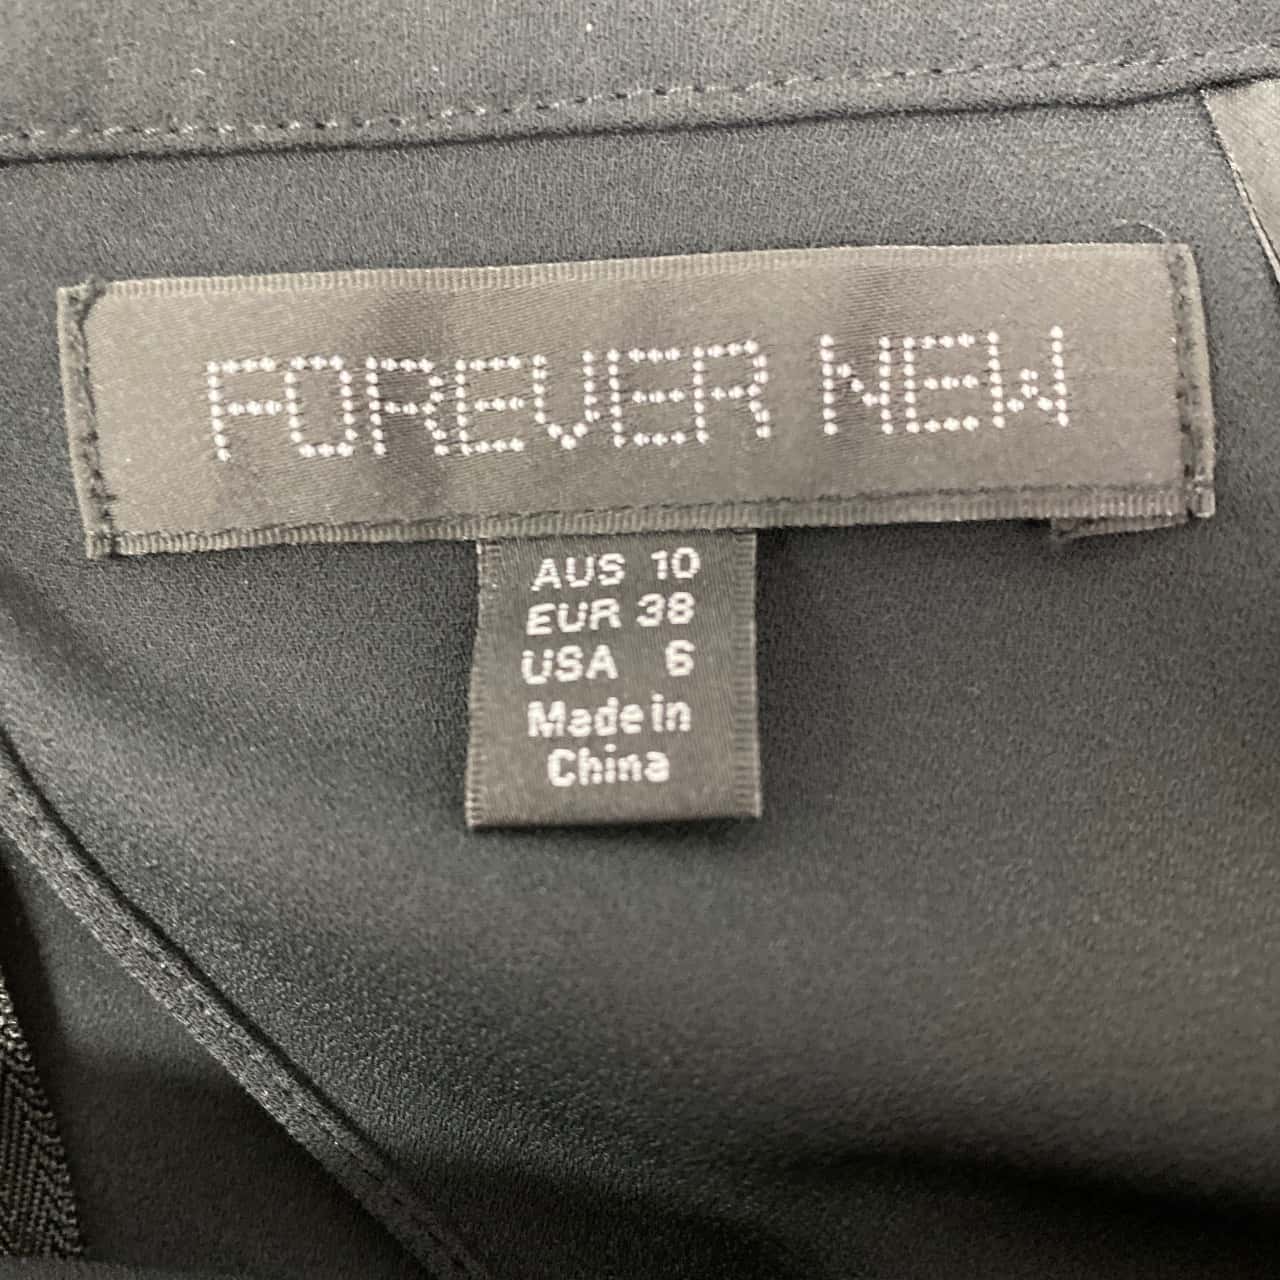 FOREVER NEW
AUS 10
EUR 38
USA 6
Made in
China